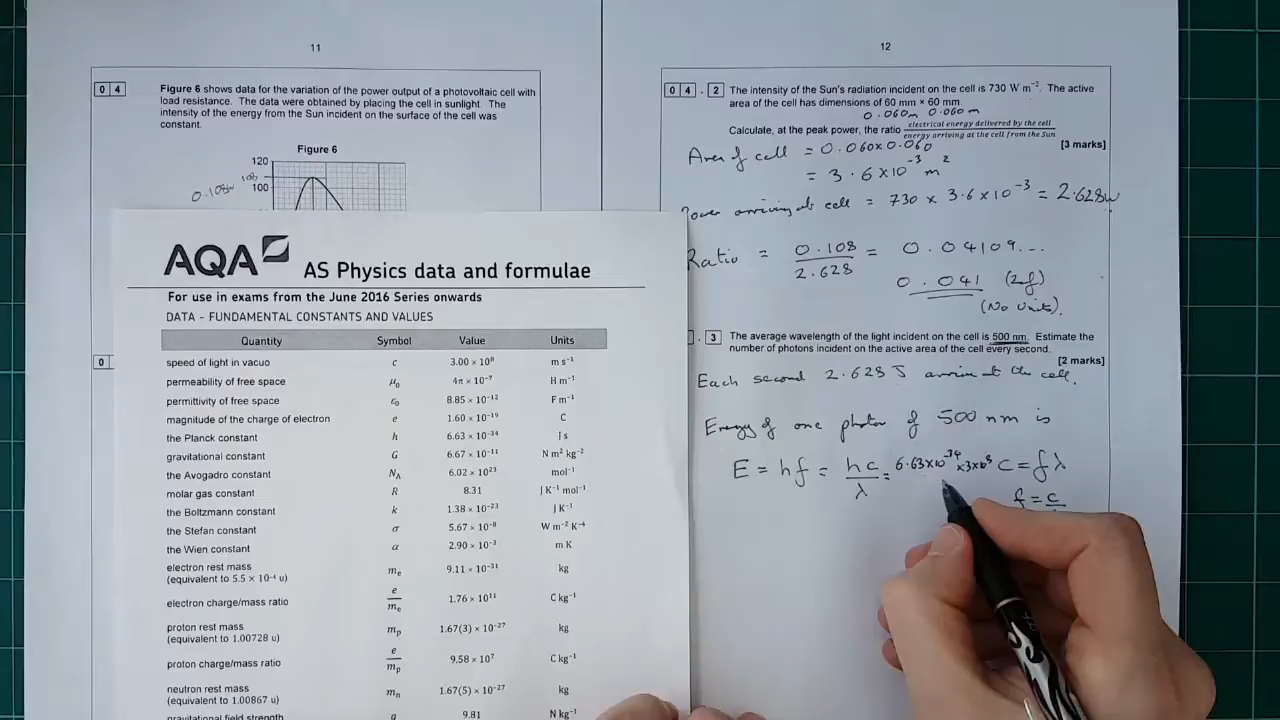 11
0 4
Figure 6 shows data for the variation of the power output of a photovoltaic cell with
load resistance. The data were obtained by placing the cell in sunlight. The
intensity of the energy from the Sun incident on the surface of the cell was
constant.
Figure 6
120
108
100
0.108W
0
AQA
AS Physics data and formulae
For use in exams from the June 2016 Series onwards
DATA - FUNDAMENTAL CONSTANTS AND VALUES
Quantity Symbol Value Units
speed of light in vacuo c 3.00 × 10⁸ m s⁻¹
permeability of free space μ₀ 4π × 10⁻⁷ H m⁻¹
permittivity of free space ε₀ 8.85 × 10⁻¹² F m⁻¹
magnitude of the charge of electron e 1.60 × 10⁻¹⁹ C
the Planck constant h 6.63 × 10⁻³⁴ J s
gravitational constant G 6.67 × 10⁻¹¹ N m² kg⁻²
the Avogadro constant N_A 6.02 × 10²³ mol⁻¹
molar gas constant R 8.31 J K⁻¹ mol⁻¹
the Boltzmann constant k 1.38 × 10⁻²³ J K⁻¹
the Stefan constant σ 5.67 × 10⁻⁸ W m⁻² K⁻⁴
the Wien constant α 2.90 × 10⁻³ m K
electron rest mass
(equivalent to 5.5 × 10⁻⁴ u) mₑ 9.11 × 10⁻³¹ kg
electron charge/mass ratio e/mₑ 1.76 × 10¹¹ C kg⁻¹
proton rest mass
(equivalent to 1.00728 u) mₚ 1.67(3) × 10⁻²⁷ kg
proton charge/mass ratio e/mₚ 9.58 × 10⁷ C kg⁻¹
neutron rest mass
(equivalent to 1.00867 u) mₙ 1.67(5) × 10⁻²⁷ kg
gravitational field strength g 9.81 N kg⁻¹
12
0 4 . 2 The intensity of the Sun's radiation incident on the cell is 730 W m⁻². The active
area of the cell has dimensions of 60 mm × 60 mm
0.060m 0.060m
Calculate, at the peak power, the ratio electrical energy delivered by the cell / energy arriving at the cell from the Sun
[3 marks]
Area of cell = 0.060×0.060
= 3.6×10⁻³ m²
Power arriving at cell = 730 × 3.6×10⁻³ = 2.628W
Ratio = 0.108/2.628 = 0.04109...
0.041 (2sf)
(No units).
. 3 The average wavelength of the light incident on the cell is 500 nm. Estimate the
number of photons incident on the active area of the cell every second.
[2 marks]
Each second 2.628J arrive at the cell.
Energy of one photon of 500 nm is
E = hf = hc/λ = 6.63×10⁻³⁴×3×10⁸ c = fλ
f = c